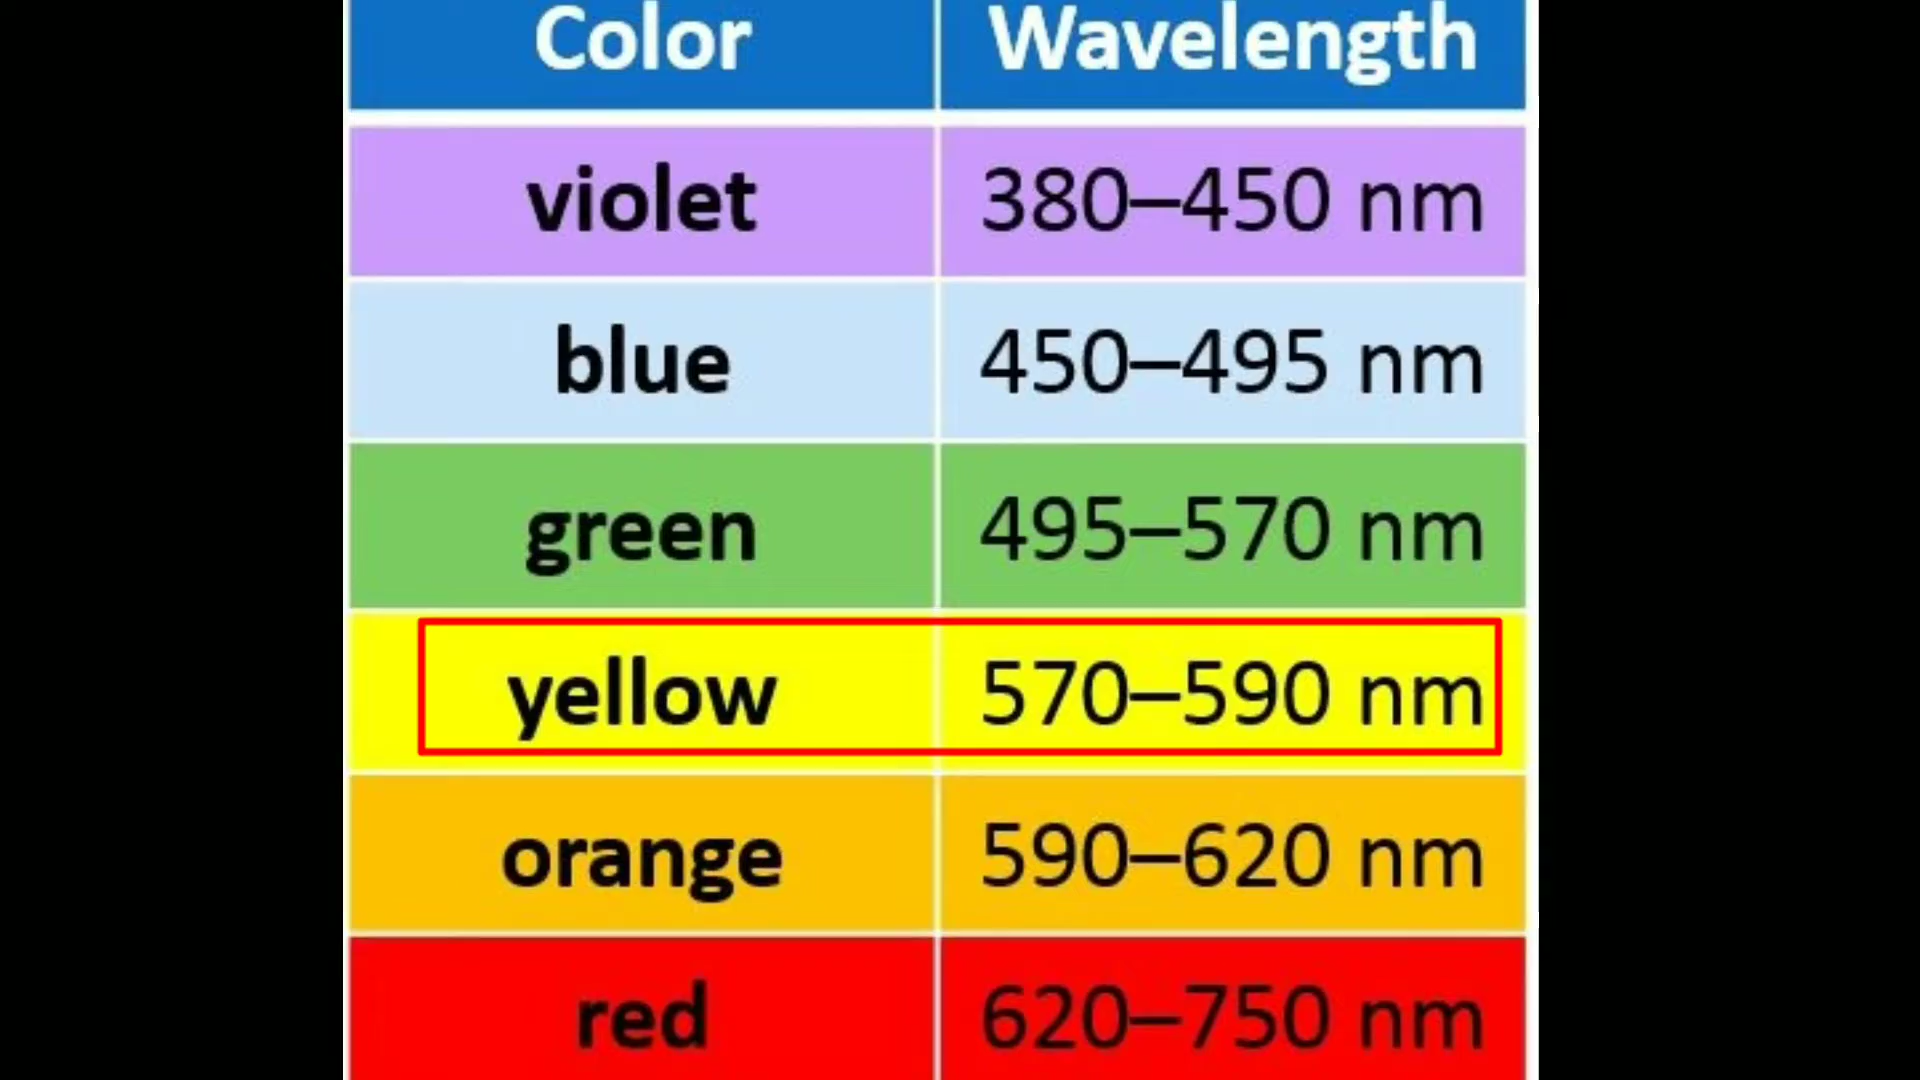 Color Wavelength
violet 380–450 nm
blue 450–495 nm
green 495–570 nm
yellow 570–590 nm
orange 590–620 nm
red 620–750 nm